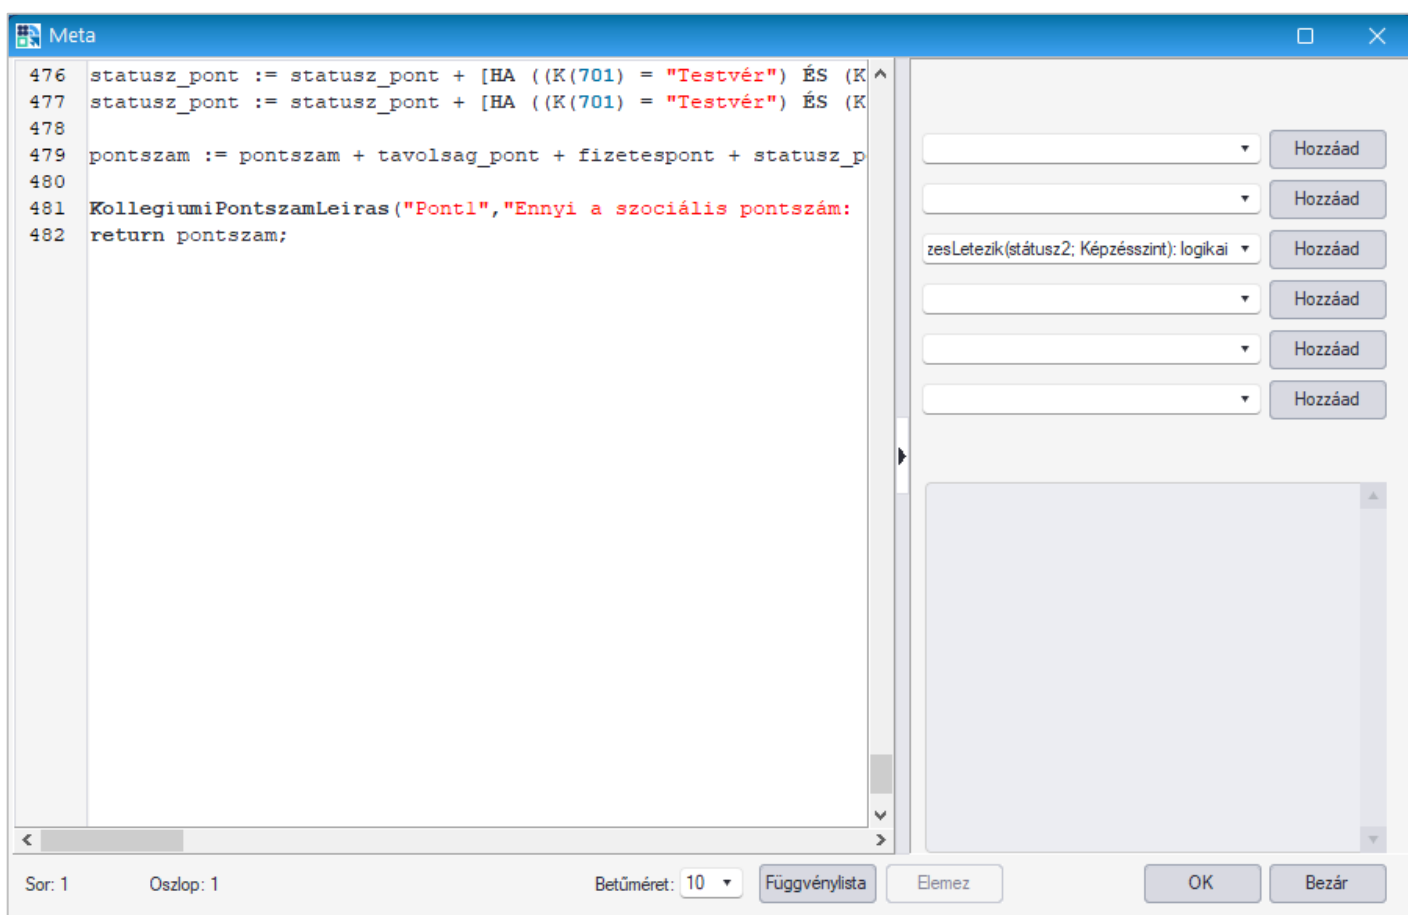 Meta
476 statusz_pont := statusz_pont + [HA ((K(701) = "Testvér") ÉS (K
477 statusz_pont := statusz_pont + [HA ((K(701) = "Testvér") ÉS (K
478
479 pontszam := pontszam + tavolsag_pont + fizetespont + statusz_p
480
481 KollegiumiPontszamLeiras("Pont1","Ennyi a szociális pontszám:
482 return pontszam;
Hozzáad
Hozzáad
zesLetezik(státusz2; Képzésszint): logikai Hozzáad
Hozzáad
Hozzáad
Hozzáad
Sor: 1 Oszlop: 1 Betűméret: 10 Függvénylista Elemez OK Bezár